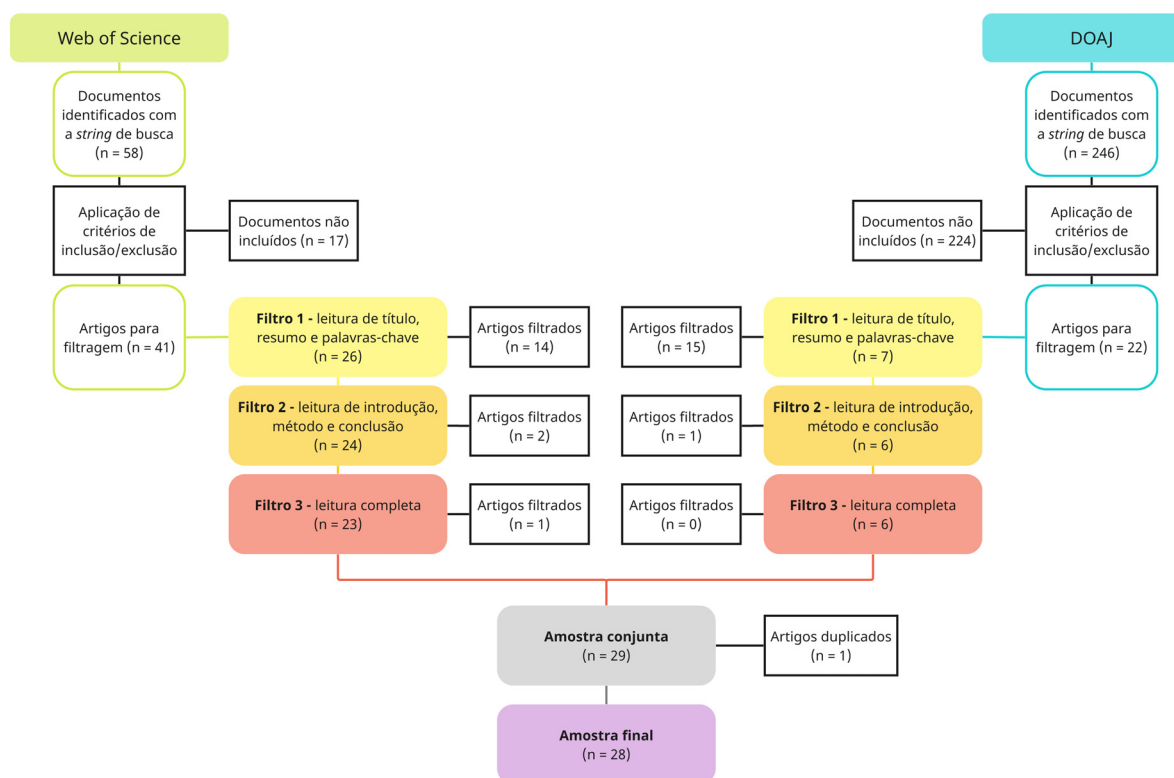 Web of Science
Documentos
identificados com
a string de busca
(n = 58)
Aplicação de
critérios de
inclusão/exclusão
Documentos não
incluídos (n = 17)
Artigos para
filtragem (n = 41)
Filtro 1 - leitura de título,
resumo e palavras-chave
(n = 26)
Artigos filtrados
(n = 14)
Filtro 2 - leitura de introdução,
método e conclusão
(n = 24)
Artigos filtrados
(n = 2)
Filtro 3 - leitura completa
(n = 23)
Artigos filtrados
(n = 1)
DOAJ
Documentos
identificados com
a string de busca
(n = 246)
Aplicação de
critérios de
inclusão/exclusão
Documentos não
incluídos (n = 224)
Artigos para
filtragem (n = 22)
Filtro 1 - leitura de título,
resumo e palavras-chave
(n = 7)
Artigos filtrados
(n = 15)
Filtro 2 - leitura de introdução,
método e conclusão
(n = 6)
Artigos filtrados
(n = 1)
Filtro 3 - leitura completa
(n = 6)
Artigos filtrados
(n = 0)
Amostra conjunta
(n = 29)
Artigos duplicados
(n = 1)
Amostra final
(n = 28)